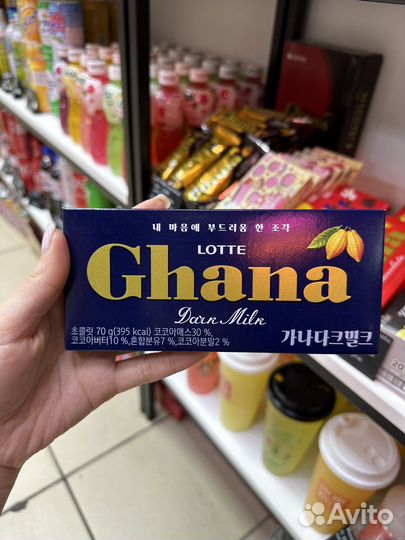 내 마음에 부드러움 한 조각
LOTTE
Ghana
Dark Milk
초콜릿 70 g(395 kcal) 코코아매스30 %,
코코아버터10 %,혼합분유7 %,코코아분말2 %
가나다크밀크
Avito